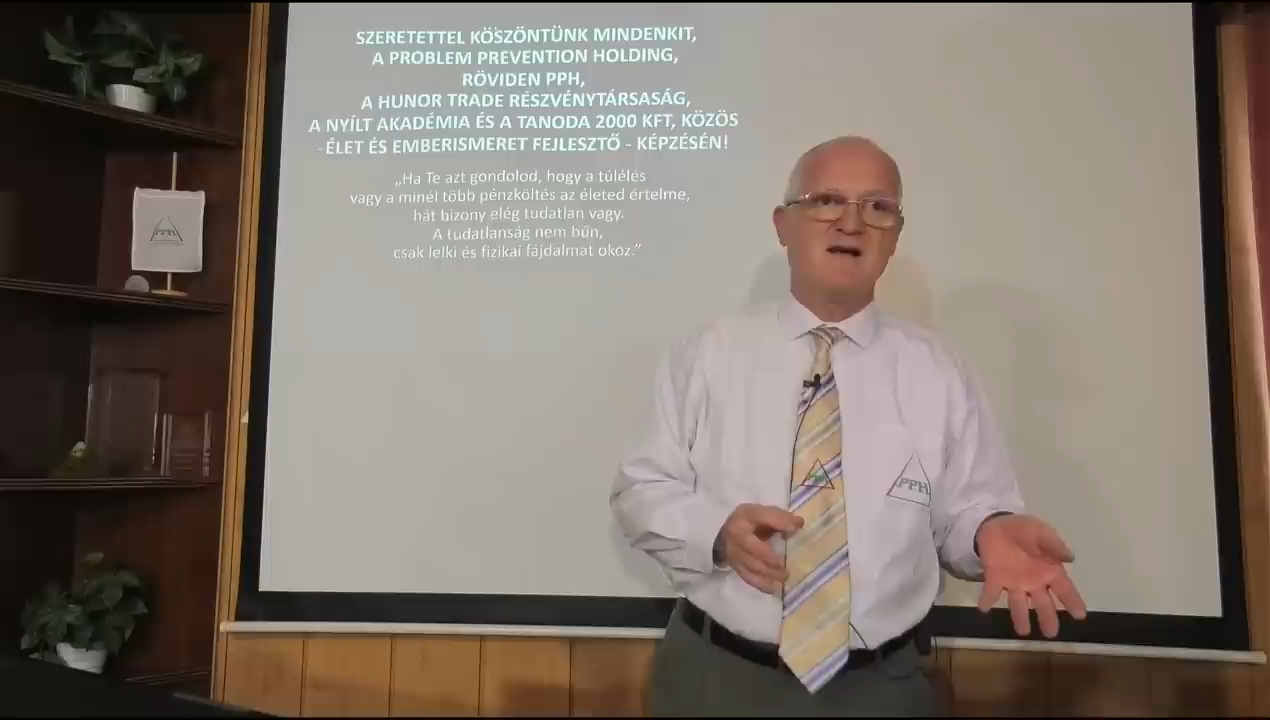 SZERETETTEL KÖSZÖNTÜNK MINDENKIT,
A PROBLEM PREVENTION HOLDING,
RÖVIDEN PPH,
A HUNOR TRADE RÉSZVÉNYTÁRSASÁG,
A NYÍLT AKADÉMIA ÉS A TANODA 2000 KFT, KÖZÖS
-ÉLET ÉS EMBERISMERET FEJLESZTŐ - KÉPZÉSÉN!
„Ha Te azt gondolod, hogy a túlélés
vagy a minél több pénzköltés az életed értelme,
hát bizony elég tudatlan vagy.
A tudatlanság nem bűn,
csak lelki és fizikai fájdalmat okoz.”
PPH
PPH